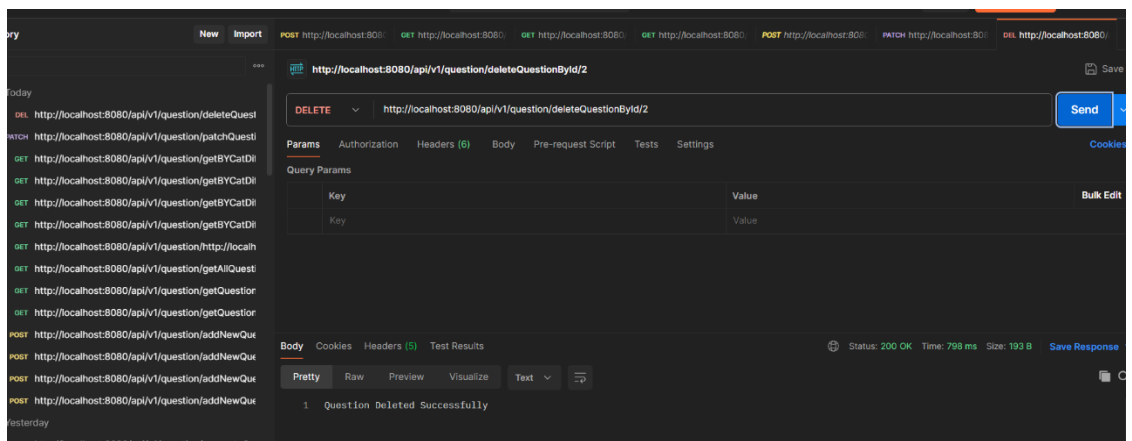 ory New Import
POST http://localhost:808 GET http://localhost:8080/ GET http://localhost:8080/ GET http://localhost:8080/ POST http://localhost:808 PATCH http://localhost:808 DEL http://localhost:8080/
HTTP http://localhost:8080/api/v1/question/deleteQuestionById/2 Save
DELETE http://localhost:8080/api/v1/question/deleteQuestionById/2 Send
Params Authorization Headers (6) Body Pre-request Script Tests Settings Cookies
Query Params
Key Value Bulk Edit
Key Value
Today
DEL http://localhost:8080/api/v1/question/deleteQuest
PATCH http://localhost:8080/api/v1/question/patchQuesti
GET http://localhost:8080/api/v1/question/getBYCatDif
GET http://localhost:8080/api/v1/question/getBYCatDif
GET http://localhost:8080/api/v1/question/getBYCatDif
GET http://localhost:8080/api/v1/question/getBYCatDif
GET http://localhost:8080/api/v1/question/http://localh
GET http://localhost:8080/api/v1/question/getAllQuesti
GET http://localhost:8080/api/v1/question/getQuestion
GET http://localhost:8080/api/v1/question/getQuestion
POST http://localhost:8080/api/v1/question/addNewQue
POST http://localhost:8080/api/v1/question/addNewQue
POST http://localhost:8080/api/v1/question/addNewQue
POST http://localhost:8080/api/v1/question/addNewQue
Yesterday
Body Cookies Headers (5) Test Results Status: 200 OK Time: 798 ms Size: 193 B Save Response
Pretty Raw Preview Visualize Text
1 Question Deleted Successfully